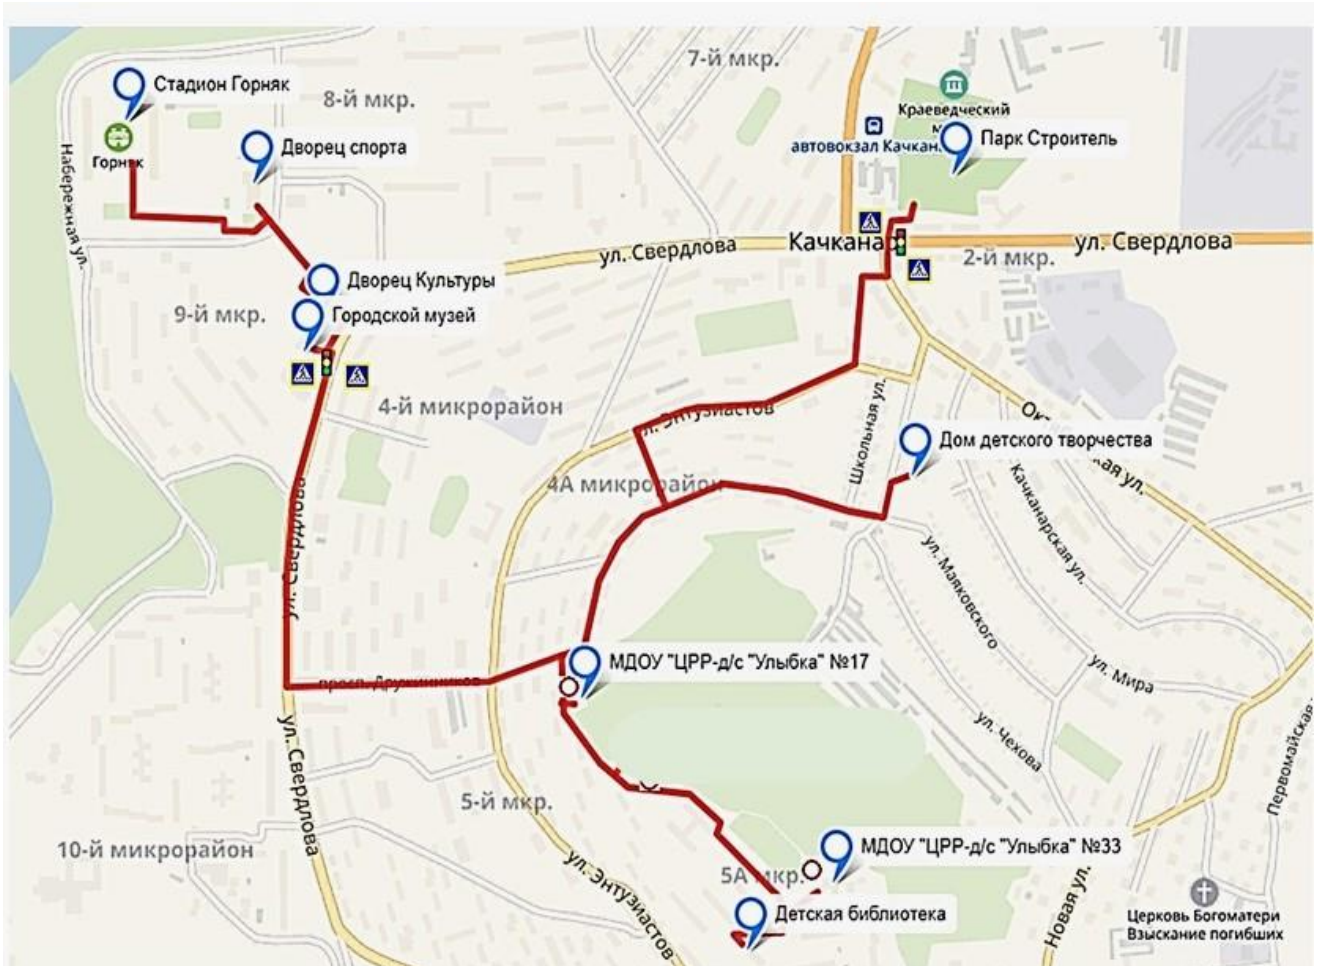 7-й мкр.
Стадион Горняк
8-й мкр.
Краеведческий
автовокзал Качкан
Парк Строитель
Горняк
Дворец спорта
Набережная ул.
ул. Свердлова
Качканар
ул. Свердлова
2-й мкр.
Дворец Культуры
9-й мкр.
Городской музей
4-й микрорайон
л. Энтузиастов
Школьная ул.
Дом детского творчества
4А микрорайон
Качканарская ул.
ул. Свердлова
ул. Маяковского
МДОУ "ЦРР-д/с "Улыбка" №17
просп. Дружинников
ул. Мира
ул. Чехова
ул. Свердлова
Первомайская
5-й мкр.
10-й микрорайон
МДОУ "ЦРР-д/с "Улыбка" №33
5А мкр.
ул. Энтузиастов
Детская библиотека
Новая ул.
Церковь Богоматери
Взыскание погибших